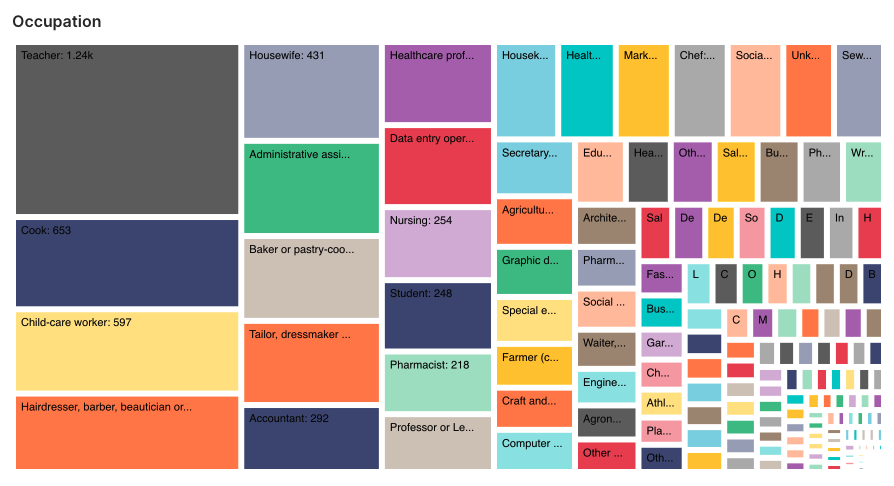 Occupation
Teacher: 1.24k
Cook: 653
Child-care worker: 597
Hairdresser, barber, beautician or...
Housewife: 431
Administrative assi...
Baker or pastry-coo...
Tailor, dressmaker ...
Accountant: 292
Healthcare prof...
Data entry oper...
Nursing: 254
Student: 248
Pharmacist: 218
Professor or Le...
Housek...
Healt...
Mark...
Chef:...
Socia...
Unk...
Sew...
Secretary...
Agricultu...
Graphic d...
Special e...
Farmer (c...
Craft and...
Computer ...
Edu...
Hea...
Oth...
Sal...
Bu...
Ph...
Wr...
Archite...
Pharm...
Social ...
Waiter,...
Engine...
Agron...
Other ...
Sal
De
De
So
D
E
In
H
Fas...
Bus...
Gar...
Ch...
Athl...
Pla...
Oth...
L
C
O
H
D
B
C
M